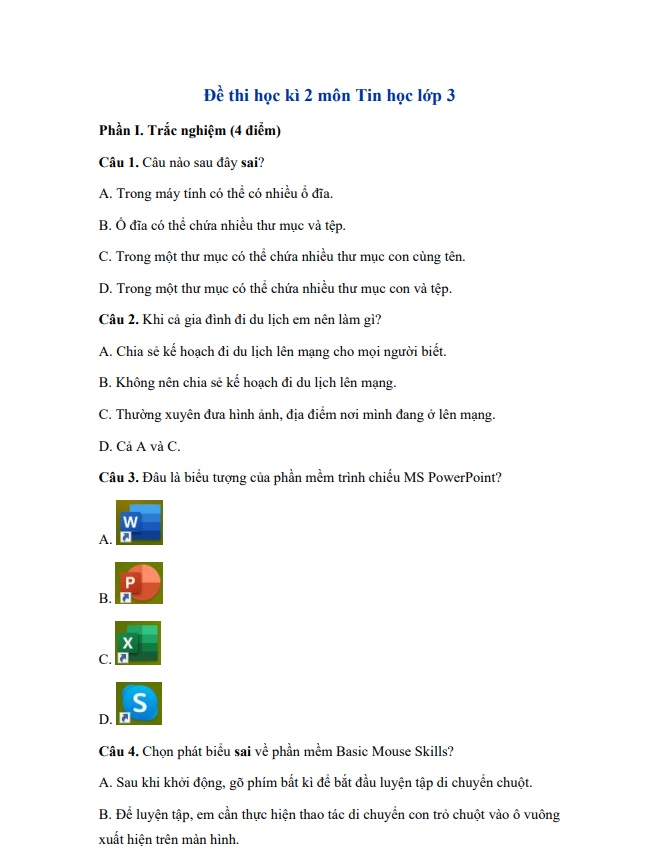 Đề thi học kì 2 môn Tin học lớp 3
Phần I. Trắc nghiệm (4 điểm)
Câu 1. Câu nào sau đây sai?
A. Trong máy tính có thể có nhiều ổ đĩa.
B. Ổ đĩa có thể chứa nhiều thư mục và tệp.
C. Trong một thư mục có thể chứa nhiều thư mục con cùng tên.
D. Trong một thư mục có thể chứa nhiều thư mục con và tệp.
Câu 2. Khi cả gia đình đi du lịch em nên làm gì?
A. Chia sẻ kế hoạch đi du lịch lên mạng cho mọi người biết.
B. Không nên chia sẻ kế hoạch đi du lịch lên mạng.
C. Thường xuyên đưa hình ảnh, địa điểm nơi mình đang ở lên mạng.
D. Cả A và C.
Câu 3. Đâu là biểu tượng của phần mềm trình chiếu MS PowerPoint?
A. W
B. P
C. X
D. S
Câu 4. Chọn phát biểu sai về phần mềm Basic Mouse Skills?
A. Sau khi khởi động, gõ phím bất kì để bắt đầu luyện tập di chuyển chuột.
B. Để luyện tập, em cần thực hiện thao tác di chuyển con trỏ chuột vào ô vuông
xuất hiện trên màn hình.